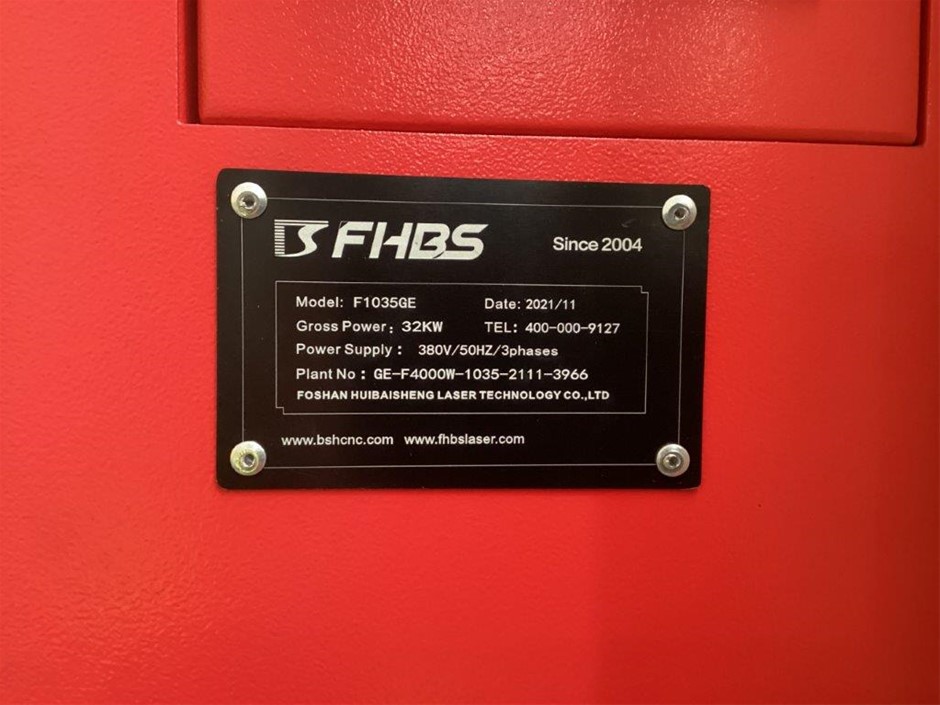 FHBS Since 2004
Model: F1035GE Date: 2021/11
Gross Power: 32KW TEL: 400-000-9127
Power Supply: 380V/50HZ/3phases
Plant No: GE-F4000W-1035-2111-3966
FOSHAN HUIBAISHENG LASER TECHNOLOGY CO.,LTD
www.bshcnc.com www.fhbslaser.com